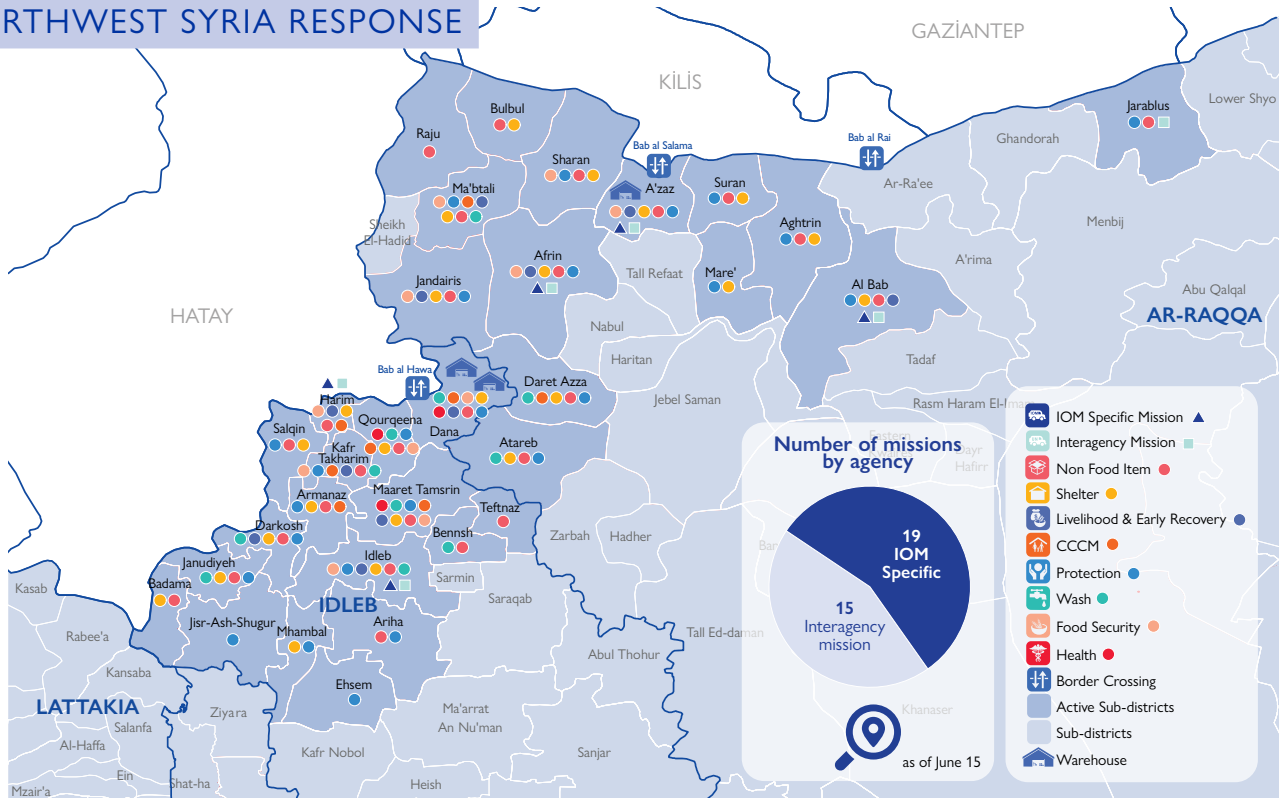 RTHWEST SYRIA RESPONSE
GAZİANTEP
KİLİS
HATAY
Lower Shyo
Jarablus
Ghandorah
Bulbul
Raju
Bab al Salama
Bab al Rai
Sharan
Ma'btali
A'zaz
Suran
Ar-Ra'ee
Menbij
Sheikh
El-Hadid
Aghtrin
Afrin
A'rima
Tall Refaat
Mare'
Jandairis
Al Bab
Abu Qalqal
AR-RAQQA
Nabul
Haritan
Tadaf
Bab al Hawa
Daret Azza
Jebel Saman
Rasm Haram El-Imam
Harim
Salqin
Qourqeena
Dana
Kafr
Takharim
Atareb
Eastern
Dayr
Hafirr
Armanaz
Maaret Tamsrin
Teftnaz
Darkosh
Bennsh
Zarbah
Hadher
Janudiyeh
Idleb
Badama
Sarmin
Kasab
IDLEB
Saraqab
Jisr-Ash-Shugur
Mhambal
Ariha
Rabee'a
Tall Ed-daman
Abul Thohur
Kansaba
Ehsem
LATTAKIA
Ziyara
Ma'arrat
An Nu'man
Khanaser
Salanfa
Al-Haffa
Kafr Nobol
Sanjar
Ein
Shat-ha
Heish
Mzair'a
Number of missions
by agency
19
IOM
Specific
15
Interagency
mission
as of June 15
IOM Specific Mission
Interagency Mission
Non Food Item
Shelter
Livelihood & Early Recovery
CCCM
Protection
Wash
Food Security
Health
Border Crossing
Active Sub-districts
Sub-districts
Warehouse